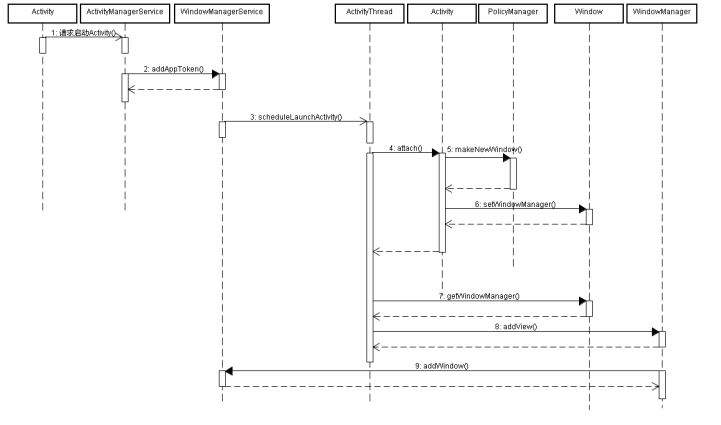 Activity
ActivityManagerService
WindowManagerService
ActivityThread
Activity
PolicyManager
Window
WindowManager
1: 请求启动Activity()
2: addAppToken()
3: scheduleLaunchActivity()
4: attach()
5: makeNewWindow()
6: setWindowManager()
7: getWindowManager()
8: addView()
9: addWindow()